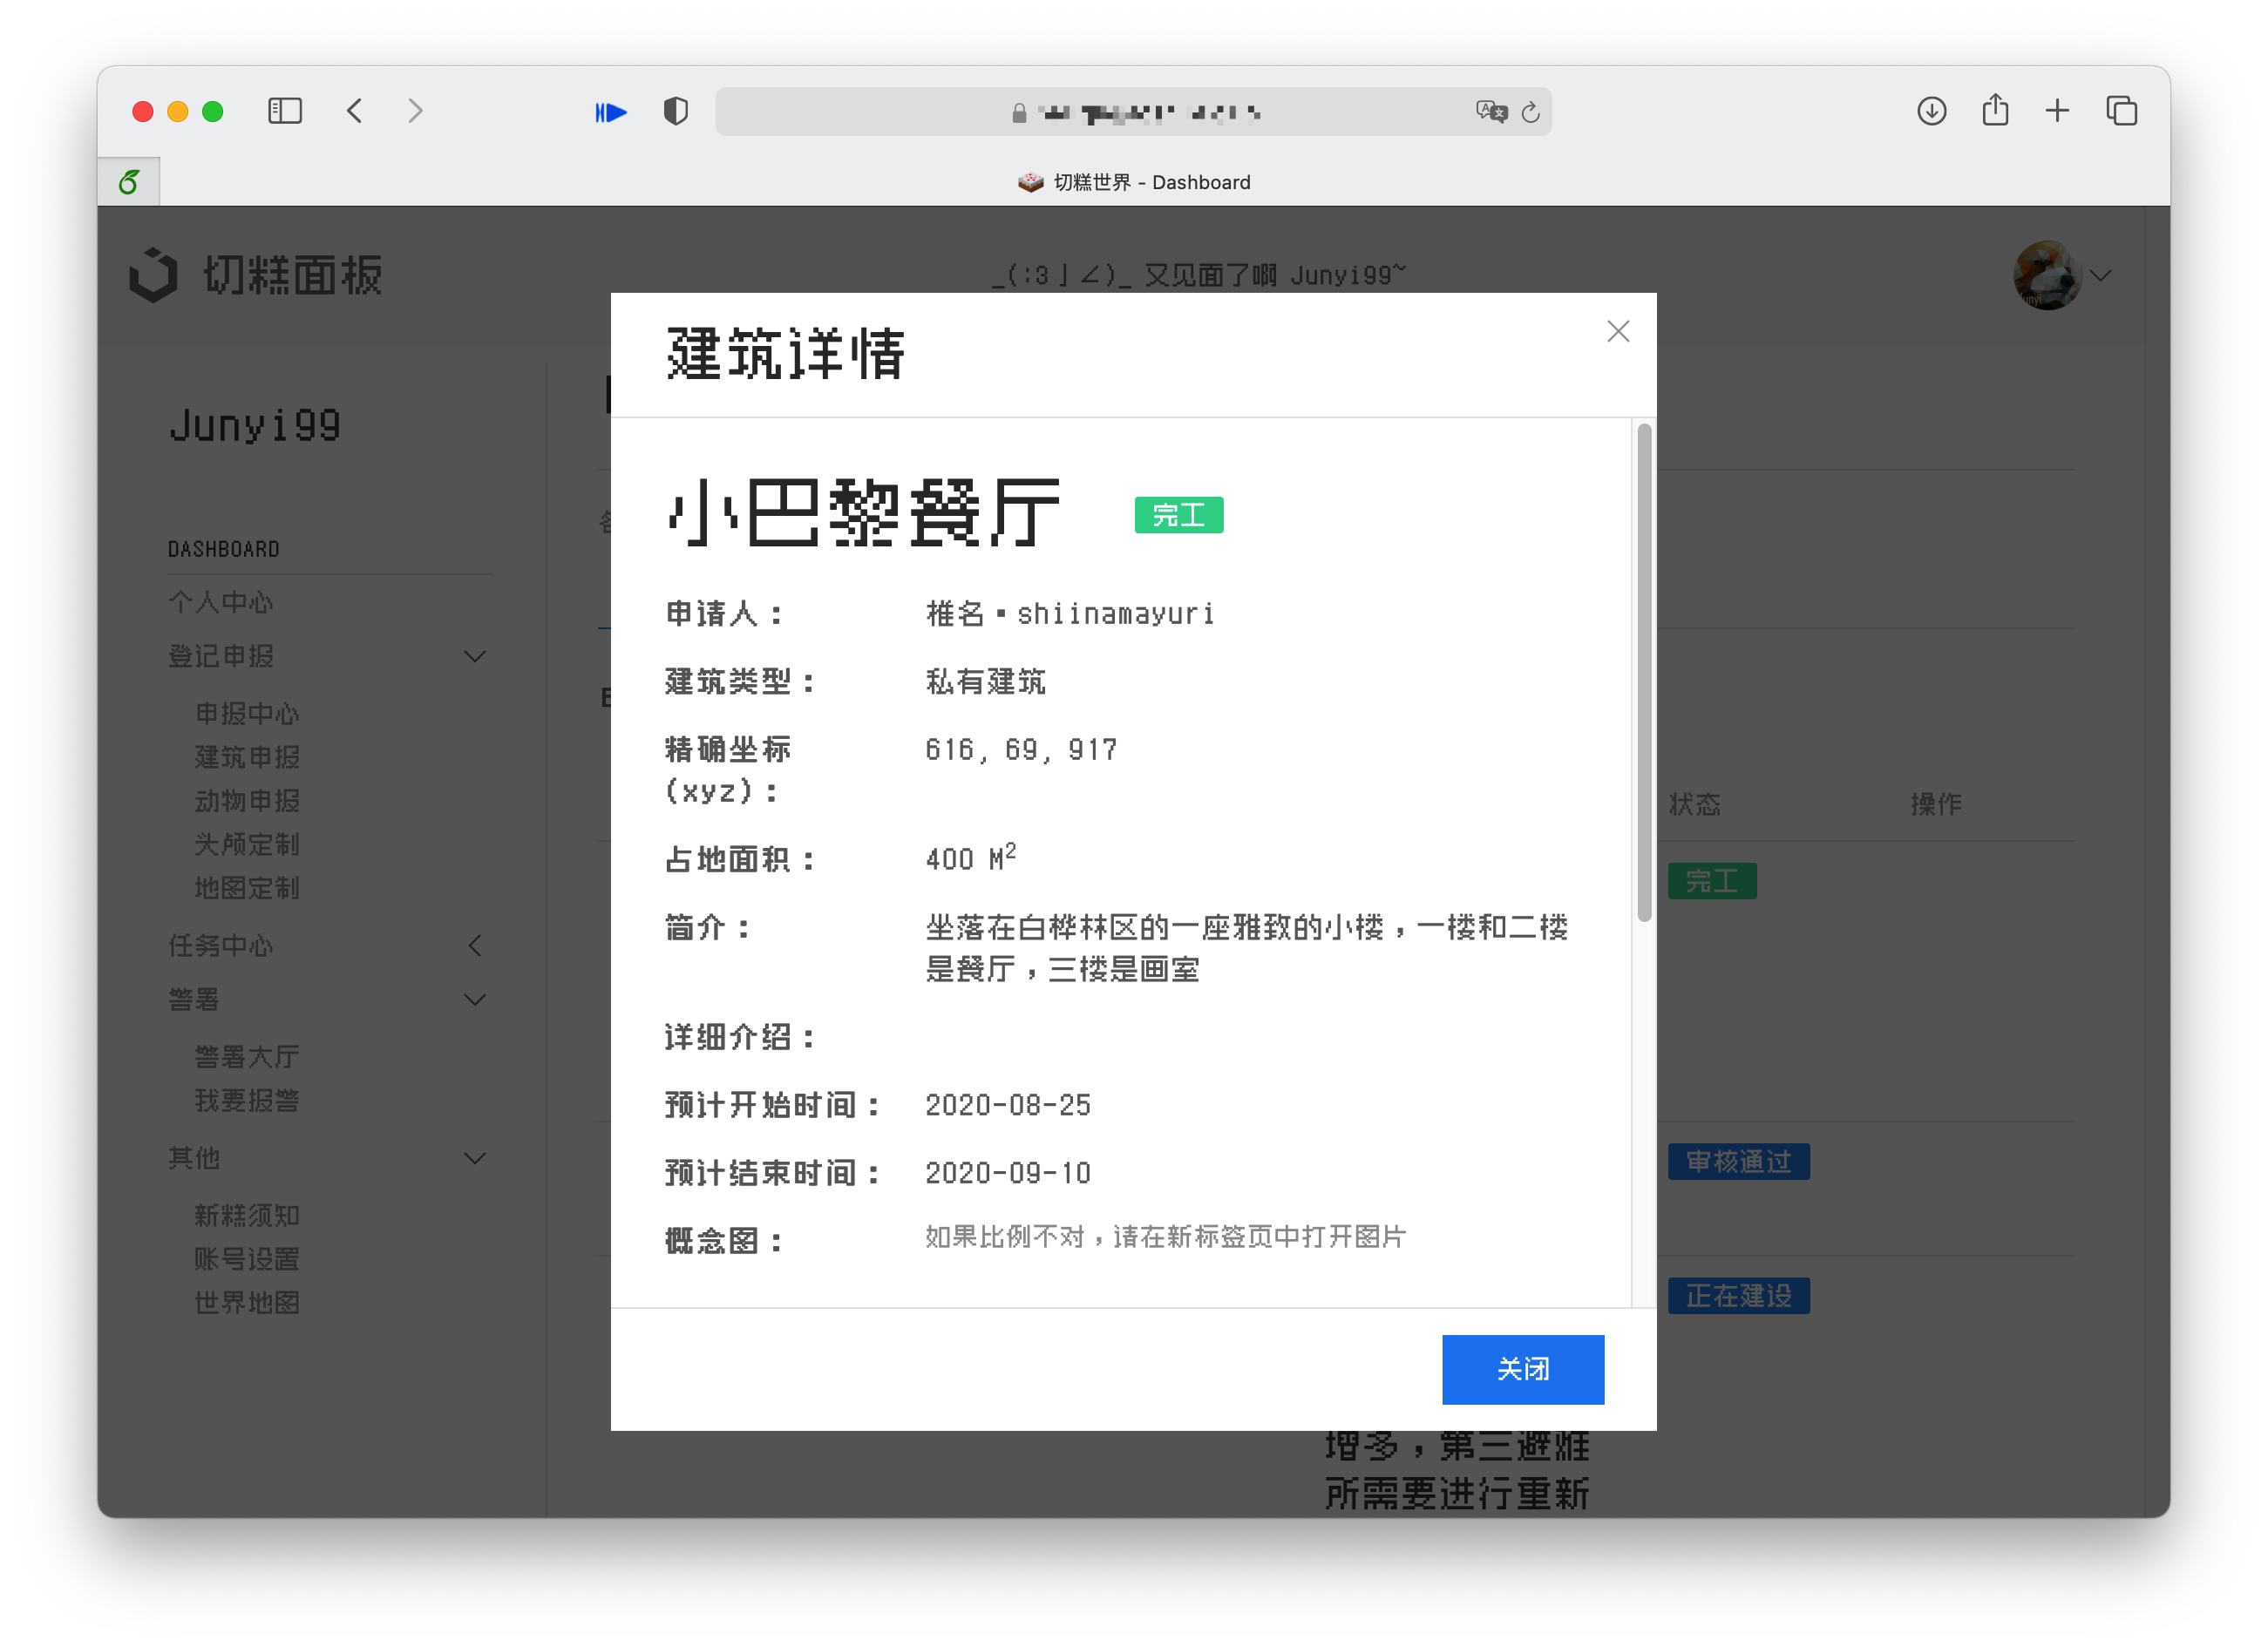 切糕世界 - Dashboard
切糕面板
_(:3」∠)_ 又见面了啊 Junyi99~
Junyi99
DASHBOARD
个人中心
登记申报
申报中心
建筑申报
动物申报
头颅定制
地图定制
任务中心
警署
警署大厅
我要报警
其他
新糕须知
账号设置
世界地图
建筑详情
小巴黎餐厅 完工
申请人： 椎名·shiinamayuri
建筑类型： 私有建筑
精确坐标 616, 69, 917
(xyz)：
占地面积： 400 M²
简介： 坐落在白桦林区的一座雅致的小楼，一楼和二楼
是餐厅，三楼是画室
详细介绍：
预计开始时间： 2020-08-25
预计结束时间： 2020-09-10
概念图： 如果比例不对，请在新标签页中打开图片
关闭
状态 操作
完工
审核通过
正在建设
增多，第三避难
所需要进行重新